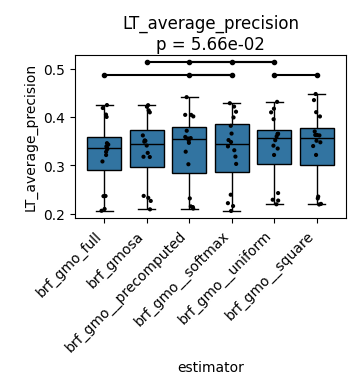 LT_average_precision
p = 5.66e-02
LT_average_precision
0.5
0.4
0.3
0.2
brf_gmo_full
brf_gmosa
brf_gmo__precomputed
brf_gmo__softmax
brf_gmo__uniform
brf_gmo__square
estimator